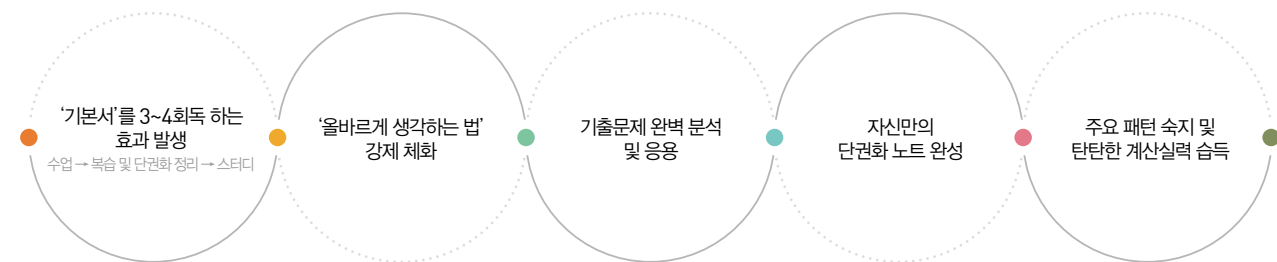 ‘기본서’를 3~4회독 하는
효과 발생
수업 → 복습 및 단권화 정리 → 스터디
‘올바르게 생각하는 법’
강제 체화
기출문제 완벽 분석
및 응용
자신만의
단권화 노트 완성
주요 패턴 숙지 및
탄탄한 계산실력 습득